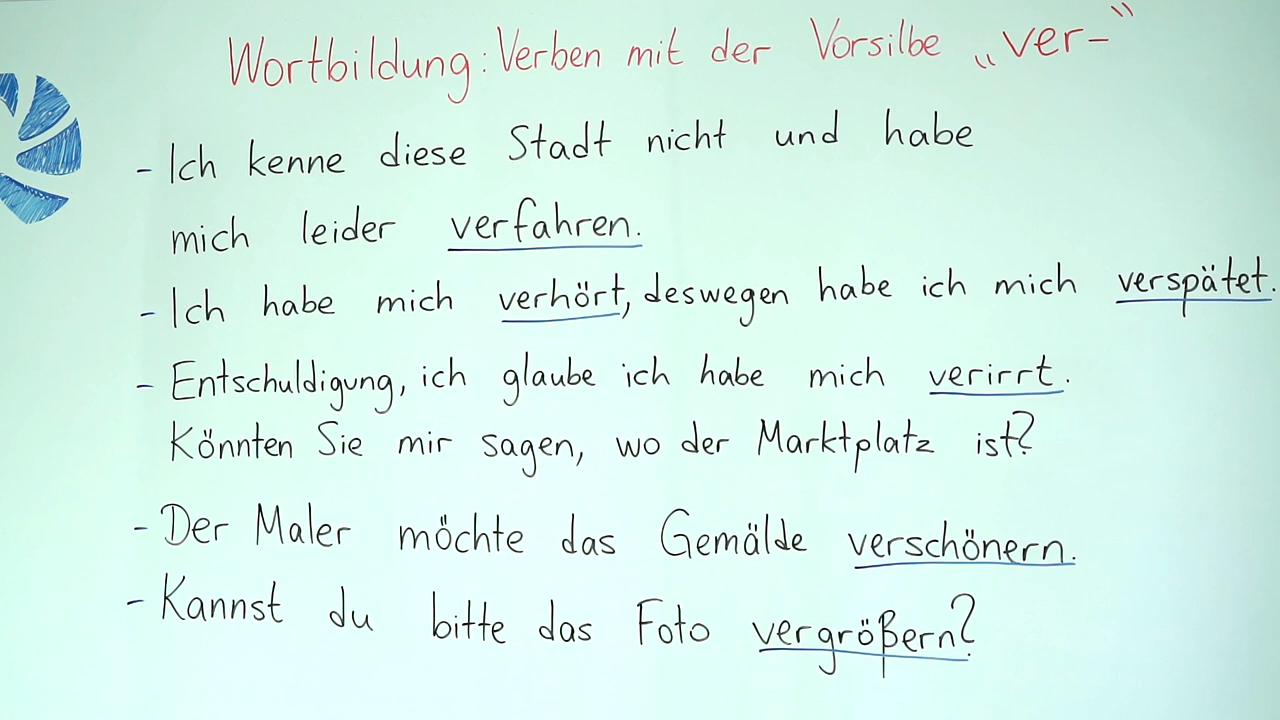 Wortbildung: Verben mit der Vorsilbe „ver-"
- Ich kenne diese Stadt nicht und habe
mich leider verfahren.
- Ich habe mich verhört, deswegen habe ich mich verspätet.
- Entschuldigung, ich glaube ich habe mich verirrt.
Könnten Sie mir sagen, wo der Marktplatz ist?
- Der Maler möchte das Gemälde verschönern.
- Kannst du bitte das Foto vergrößern?